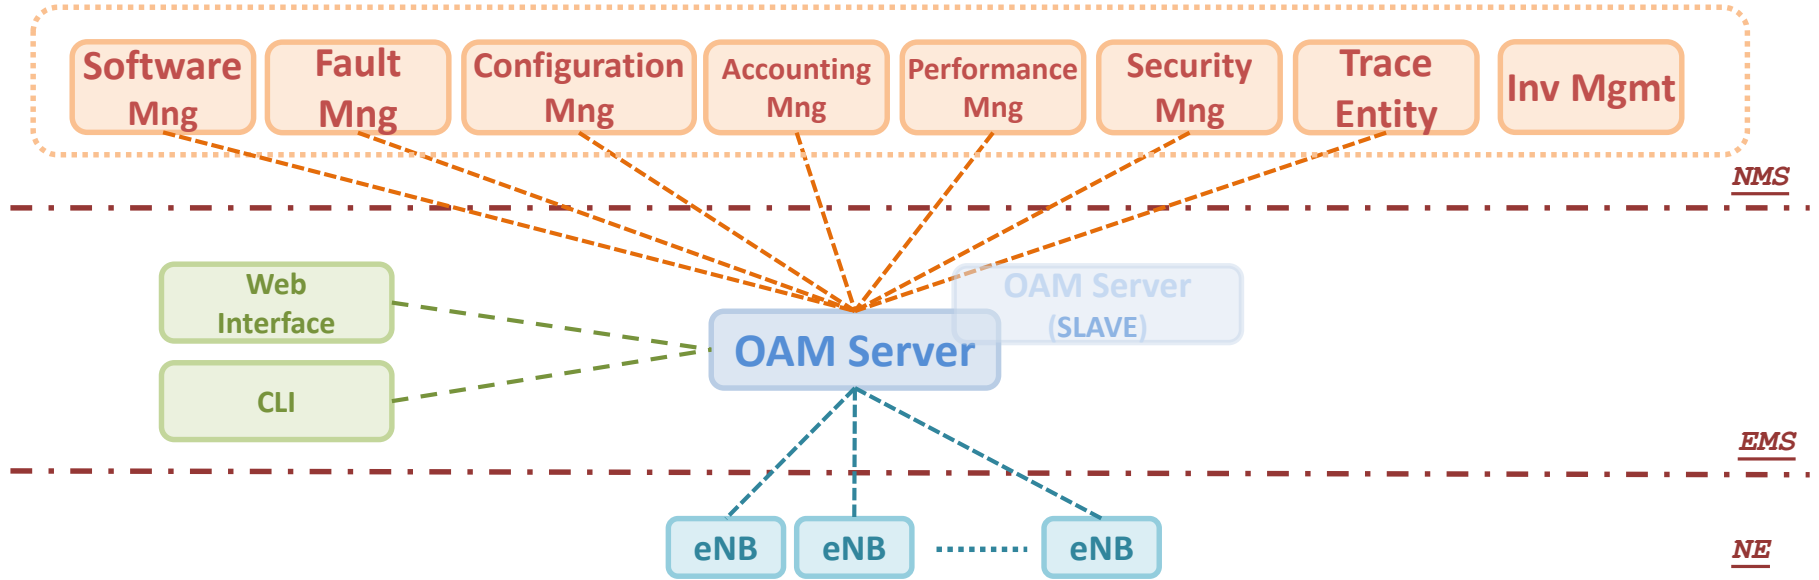 Software
Mng
Fault
Mng
Configuration
Mng
Accounting
Mng
Performance
Mng
Security
Mng
Trace
Entity
Inv Mgmt
NMS
Web
Interface
CLI
OAM Server
(SLAVE)
OAM Server
EMS
eNB
eNB
eNB
NE